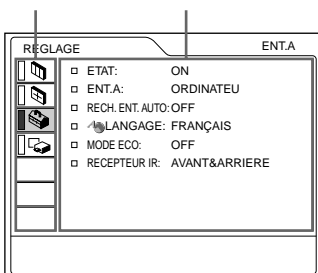 REGLAGE ENT.A
ETAT: ON
ENT.A: ORDINATEU
RECH. ENT. AUTO: OFF
LANGAGE: FRANÇAIS
MODE ECO: OFF
RECEPTEUR IR: AVANT&ARRIERE